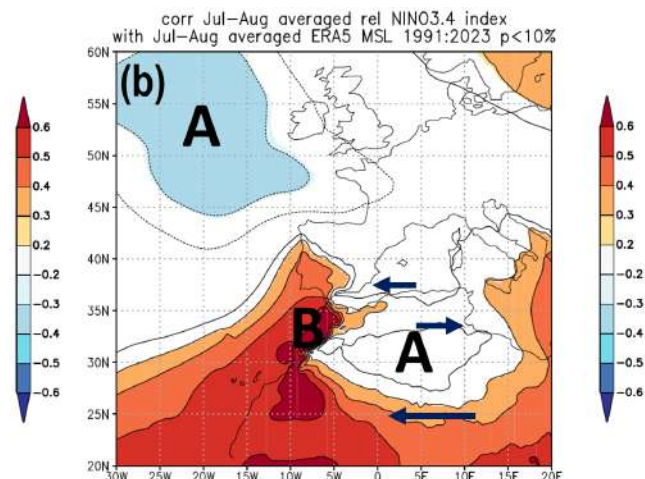 corr Jul-Aug averaged rel NINO3.4 index
with Jul-Aug averaged ERA5 MSL 1991:2023 p<10%
(b)
A
B
A
60N
55N
50N
45N
40N
35N
30N
25N
20N
30W 25W 20W 15W 10W 5W 0 5E 10E 15E 20E
0.6
0.5
0.4
0.3
0.2
-0.2
-0.3
-0.4
-0.5
-0.6
0.6
0.5
0.4
0.3
0.2
-0.2
-0.3
-0.4
-0.5
-0.6